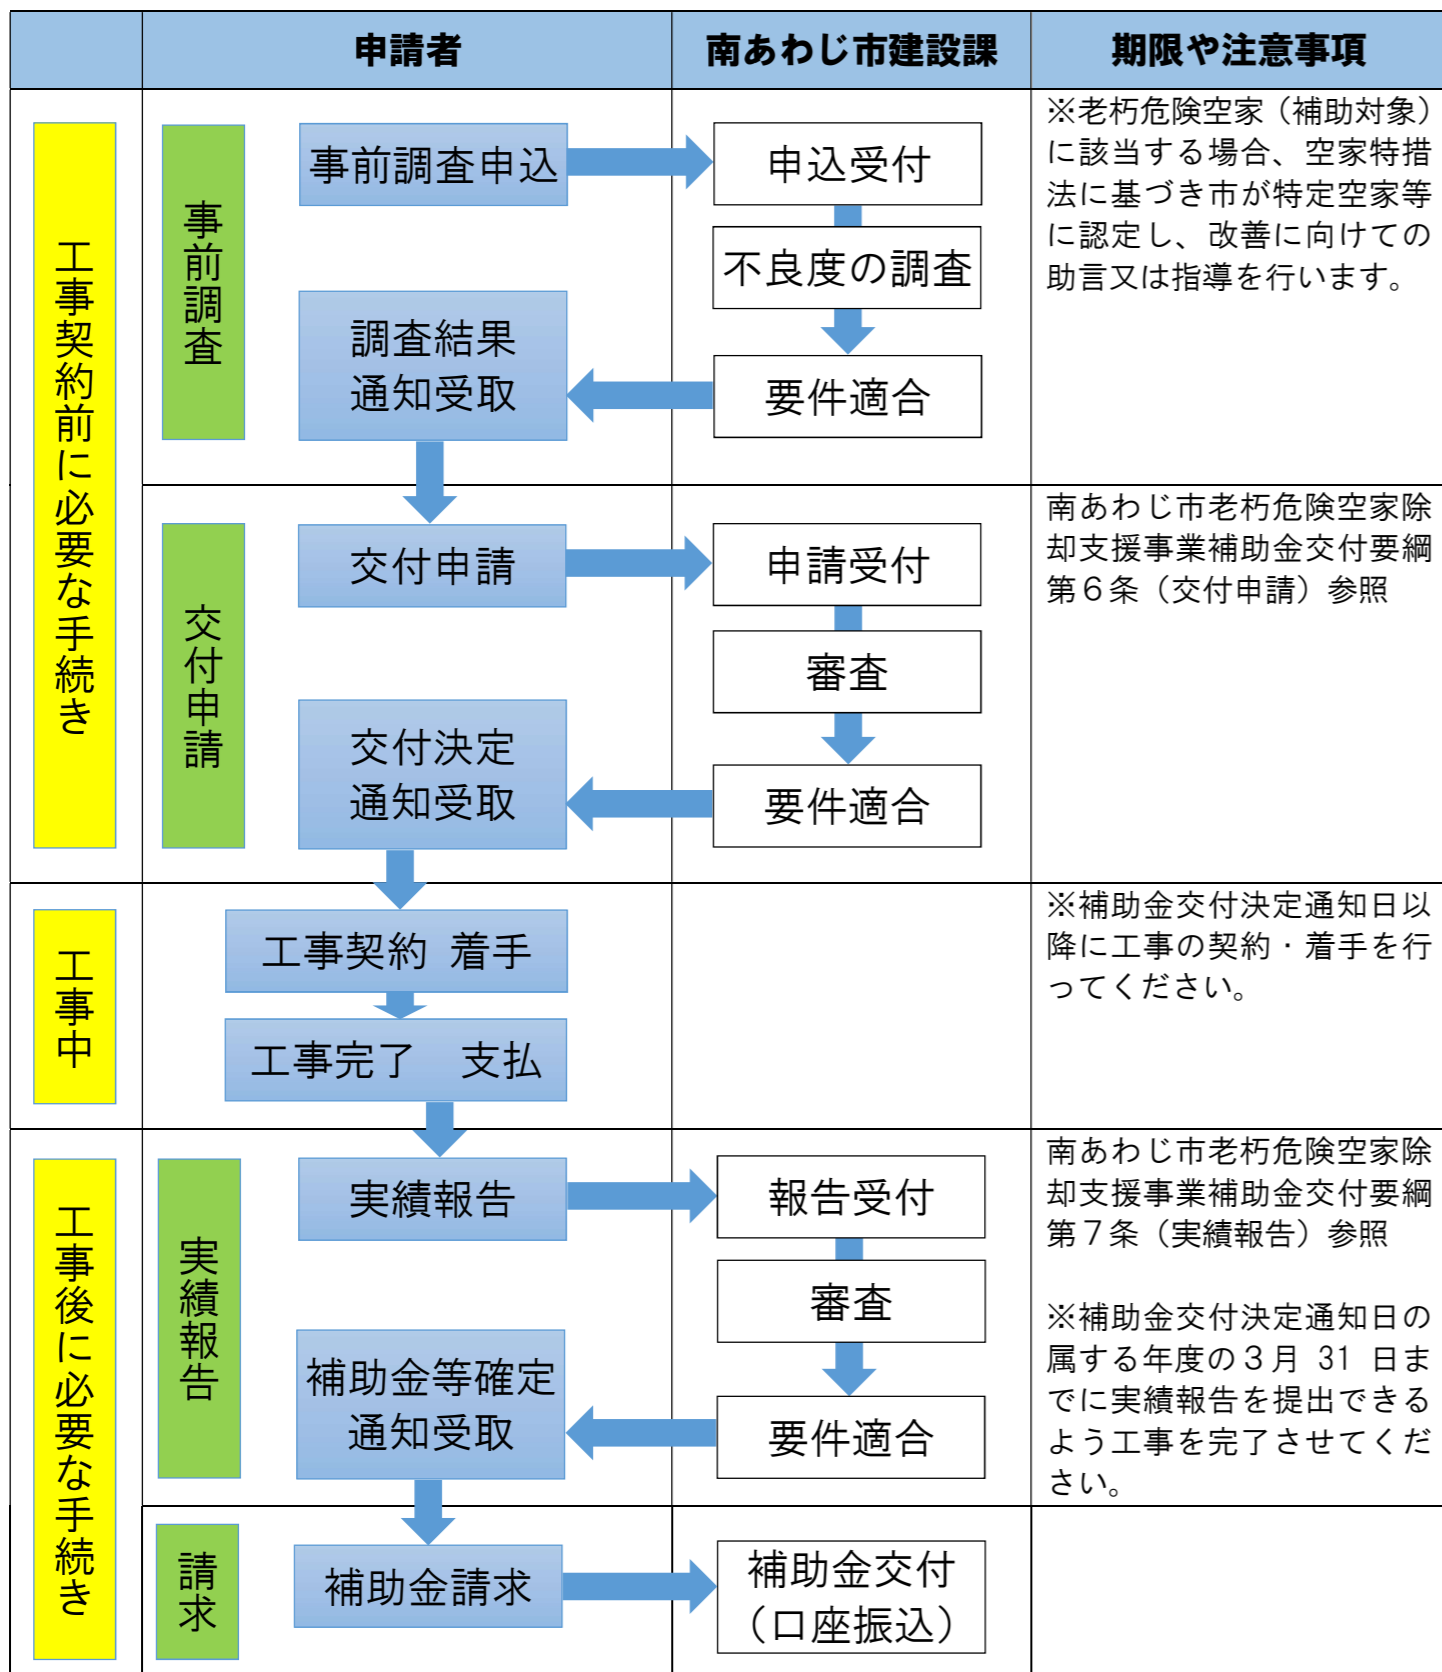 申請者
南あわじ市建設課
期限や注意事項
工事契約前に必要な手続き
事前調査
事前調査申込
申込受付
不良度の調査
要件適合
調査結果
通知受取
※老朽危険空家（補助対象）
に該当する場合、空家特措
法に基づき市が特定空家等
に認定し、改善に向けての
助言又は指導を行います。
交付申請
交付申請
申請受付
審査
要件適合
交付決定
通知受取
南あわじ市老朽危険空家除
却支援事業補助金交付要綱
第６条（交付申請）参照
工事中
工事契約 着手
工事完了　支払
※補助金交付決定通知日以
降に工事の契約・着手を行
ってください。
工事後に必要な手続き
実績報告
実績報告
報告受付
審査
要件適合
補助金等確定
通知受取
南あわじ市老朽危険空家除
却支援事業補助金交付要綱
第７条（実績報告）参照
※補助金交付決定通知日の
属する年度の３月 31 日ま
でに実績報告を提出できる
よう工事を完了させてくだ
さい。
請求
補助金請求
補助金交付
（口座振込）